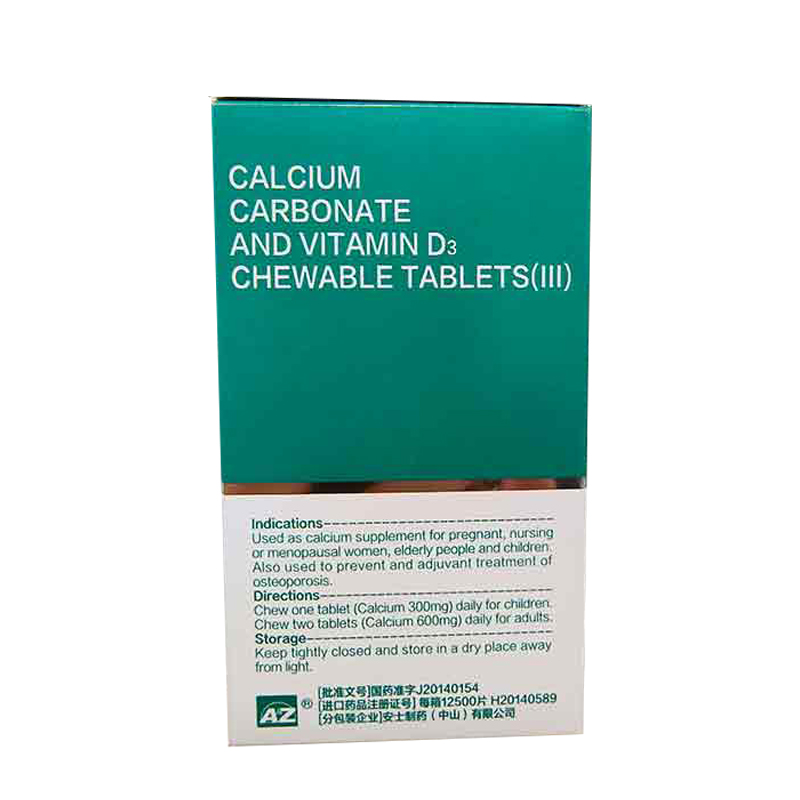 CALCIUM
CARBONATE
AND VITAMIN D3
CHEWABLE TABLETS(III)
Indications
Used as calcium supplement for pregnant, nursing
or menopausal women, elderly people and children.
Also used to prevent and adjuvant treatment of
osteoporosis.
Directions
Chew one tablet (Calcium 300mg) daily for children.
Chew two tablets (Calcium 600mg) daily for adults.
Storage
Keep tightly closed and store in a dry place away
from light.
A-Z®
[批准文号]国药准字J20140154
[进口药品注册证号] 每箱12500片 H20140589
[分包装企业]安士制药（中山）有限公司